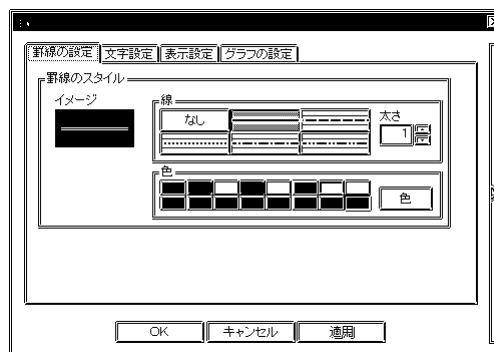 罫線の設定 文字設定 表示設定 グラフの設定
罫線のスタイル
イメージ
線
なし
太さ
1
色
色
OK キャンセル 適用